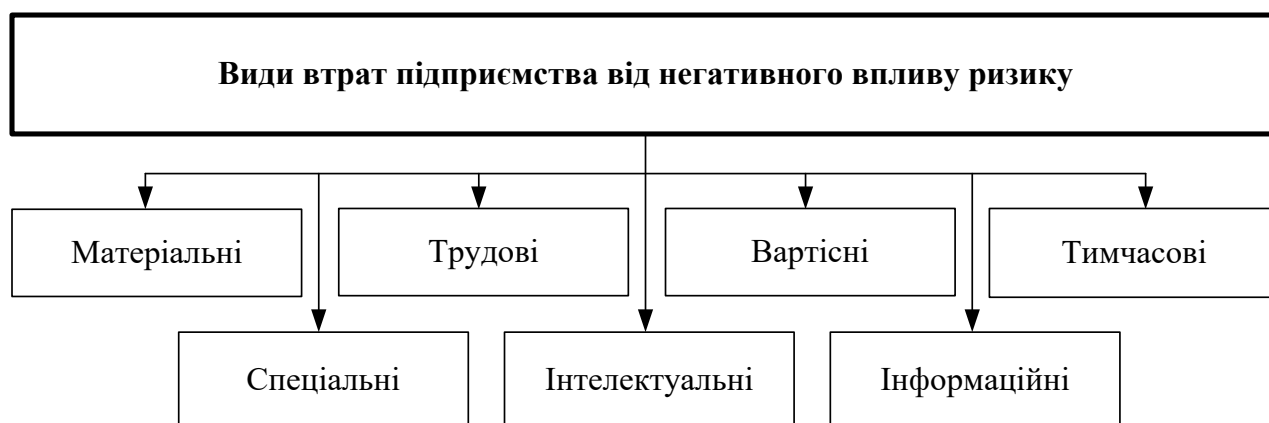 Види втрат підприємства від негативного впливу ризику
Матеріальні
Трудові
Вартісні
Тимчасові
Спеціальні
Інтелектуальні
Інформаційні